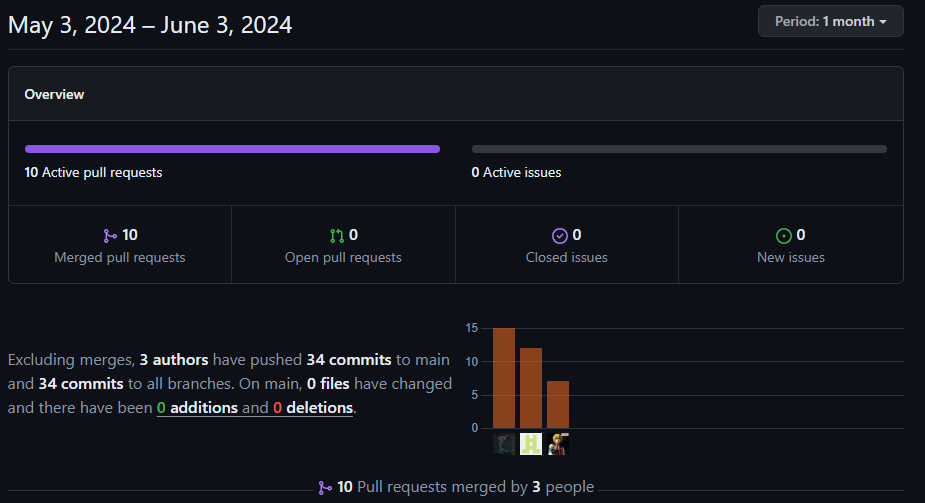 May 3, 2024 – June 3, 2024
Period: 1 month
Overview
10 Active pull requests
0 Active issues
10
Merged pull requests
0
Open pull requests
0
Closed issues
0
New issues
Excluding merges, 3 authors have pushed 34 commits to main
and 34 commits to all branches. On main, 0 files have changed
and there have been 0 additions and 0 deletions.
15
10
5
0
10 Pull requests merged by 3 people